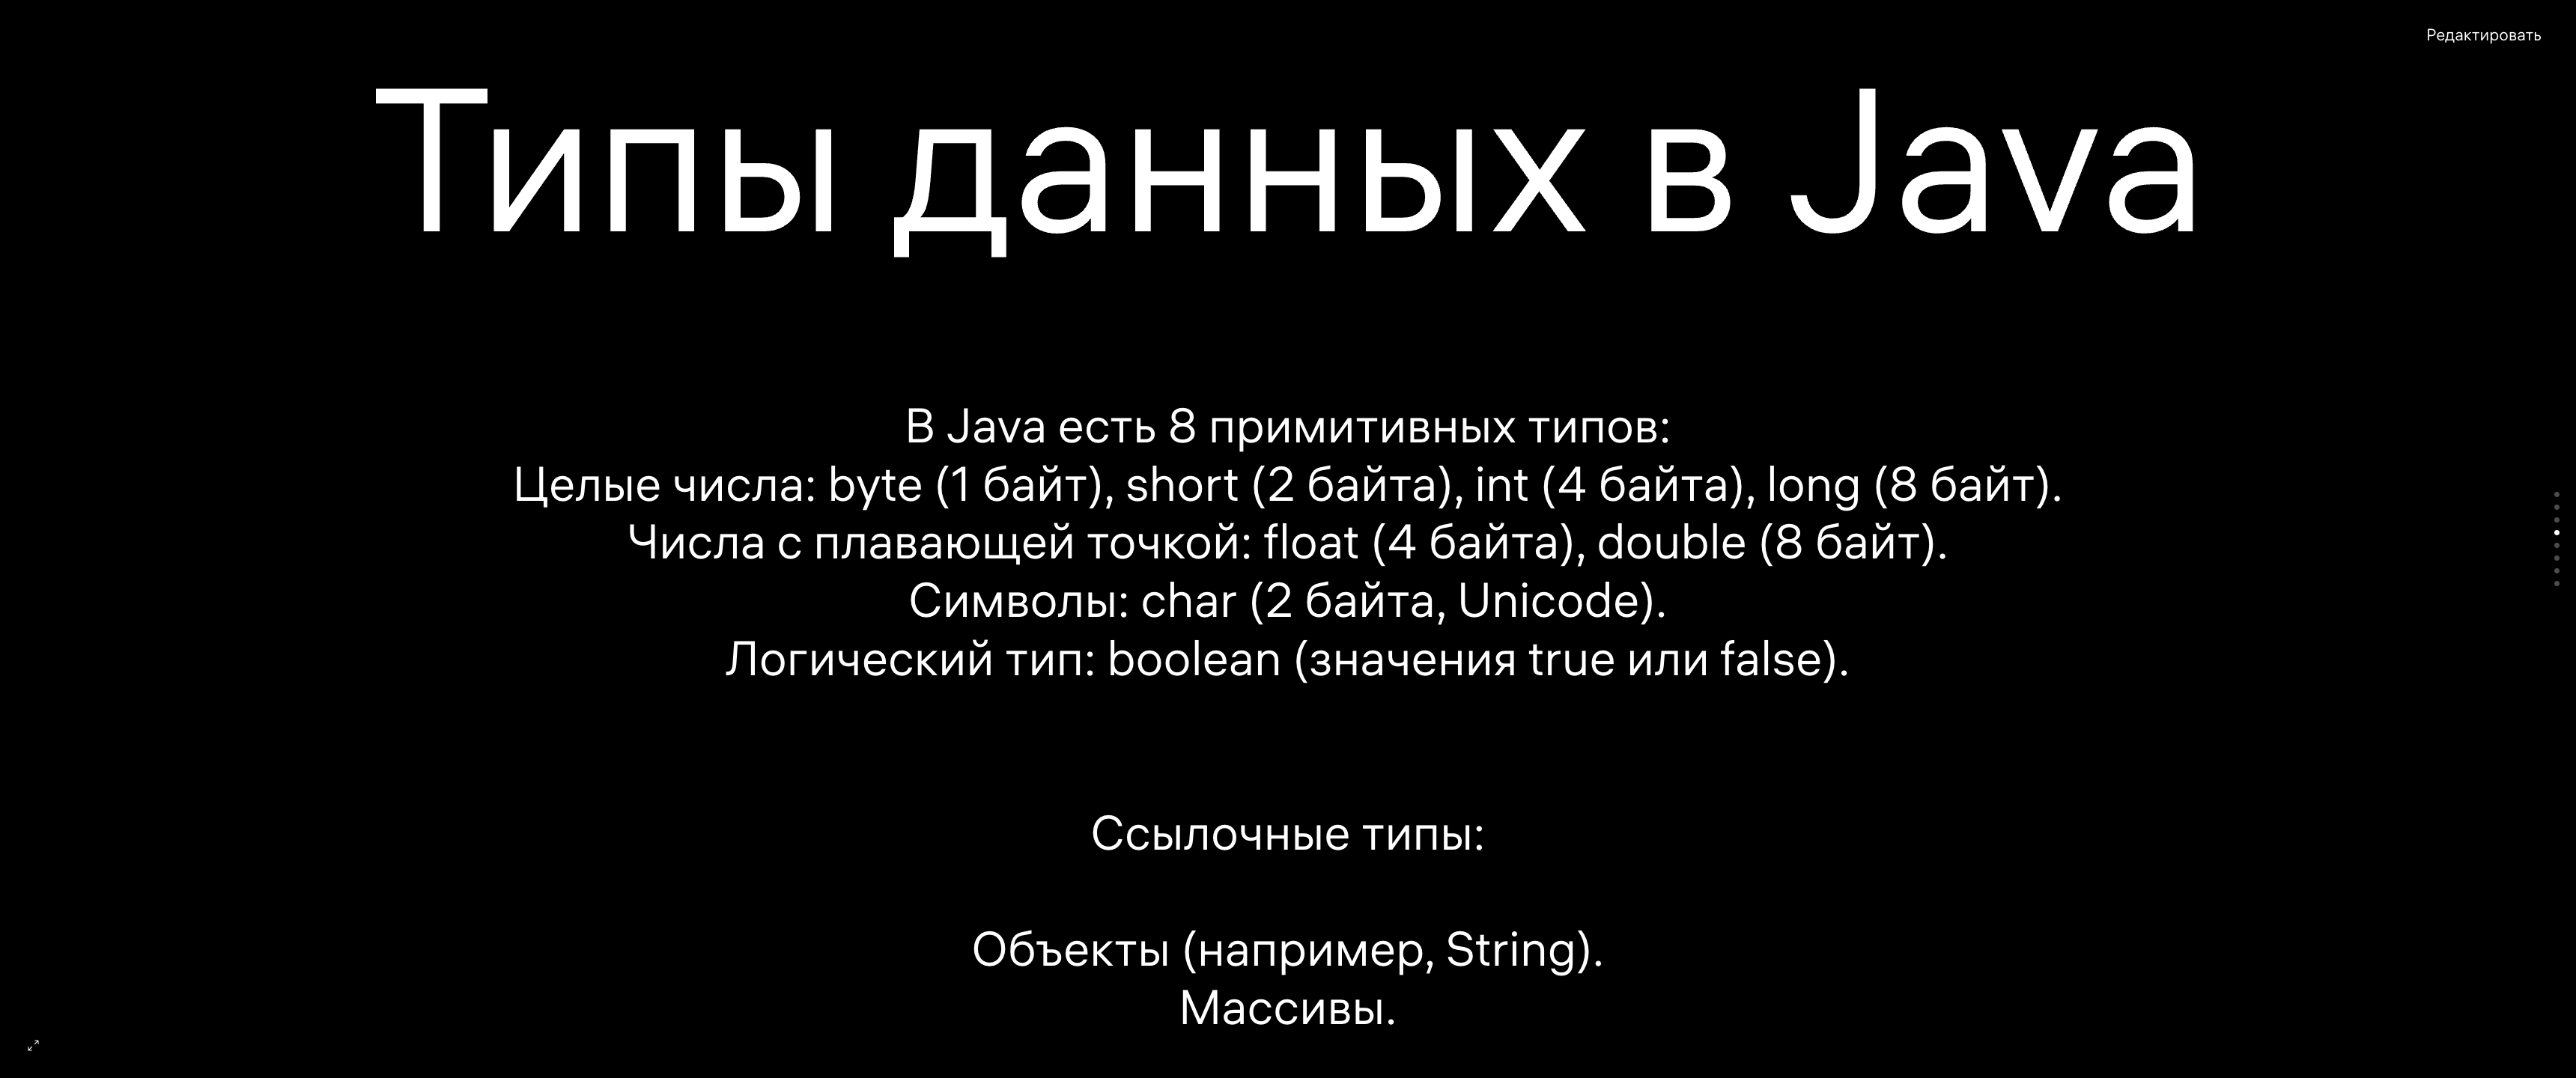 Редактировать
Типы данных в Java
В Java есть 8 примитивных типов:
Целые числа: byte (1 байт), short (2 байта), int (4 байта), long (8 байт).
Числа с плавающей точкой: float (4 байта), double (8 байт).
Символы: char (2 байта, Unicode).
Логический тип: boolean (значения true или false).
Ссылочные типы:
Объекты (например, String).
Массивы.